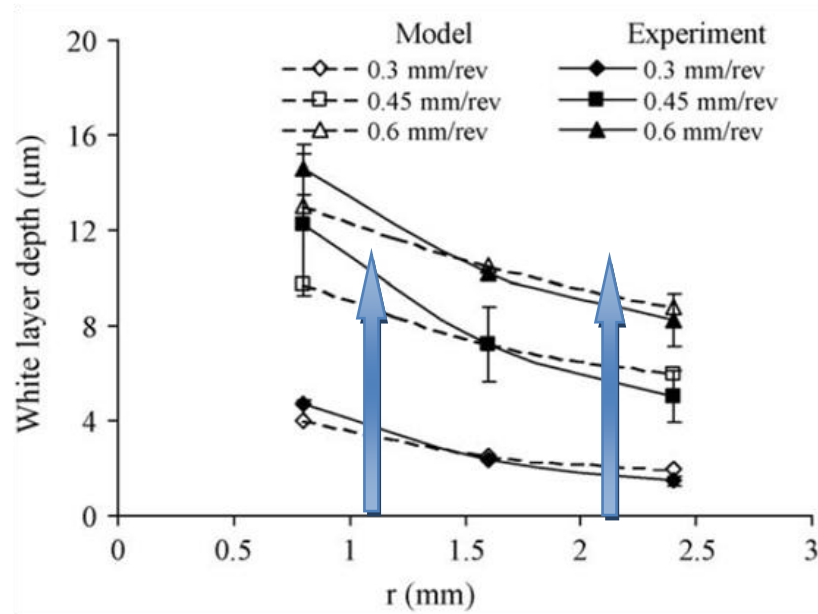 Model Experiment
0.3 mm/rev 0.3 mm/rev
0.45 mm/rev 0.45 mm/rev
0.6 mm/rev 0.6 mm/rev
White layer depth (µm)
20
16
12
8
4
0
0 0.5 1 1.5 2 2.5 3
r (mm)